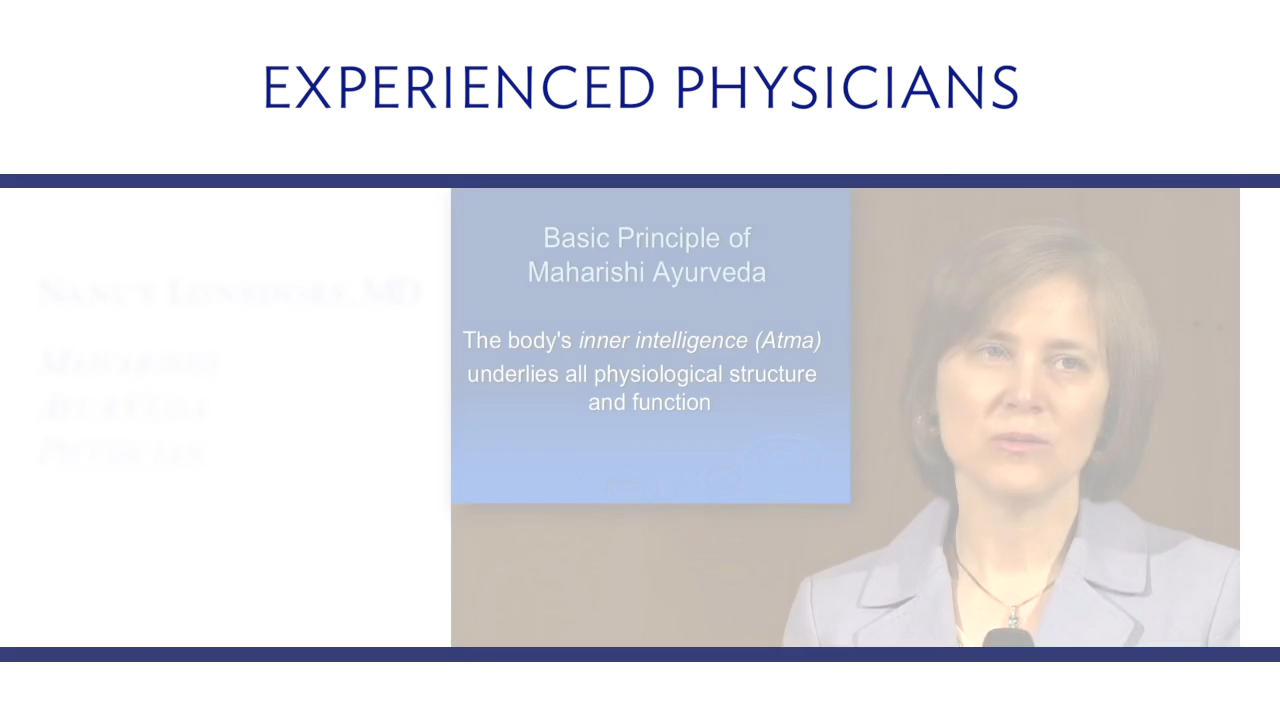 EXPERIENCED PHYSICIANS
Basic Principle of
Maharishi Ayurveda
The body's inner intelligence (Atma)
underlies all physiological structure
and function